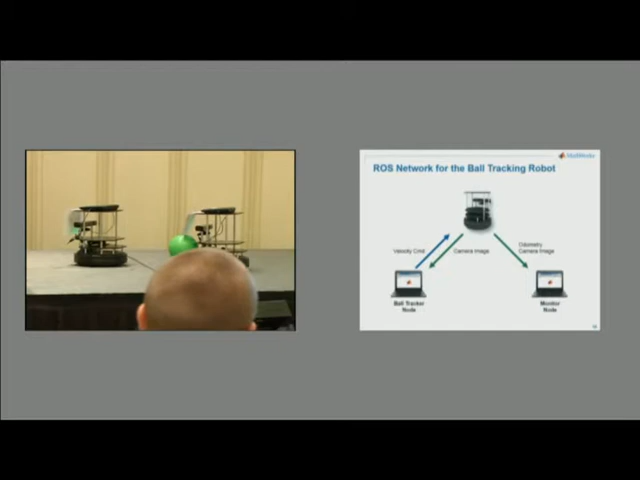 MathWorks
ROS Network for the Ball Tracking Robot
Velocity Cmd
Camera Image
Odometry
Camera Image
Ball Tracker
Node
Monitor
Node